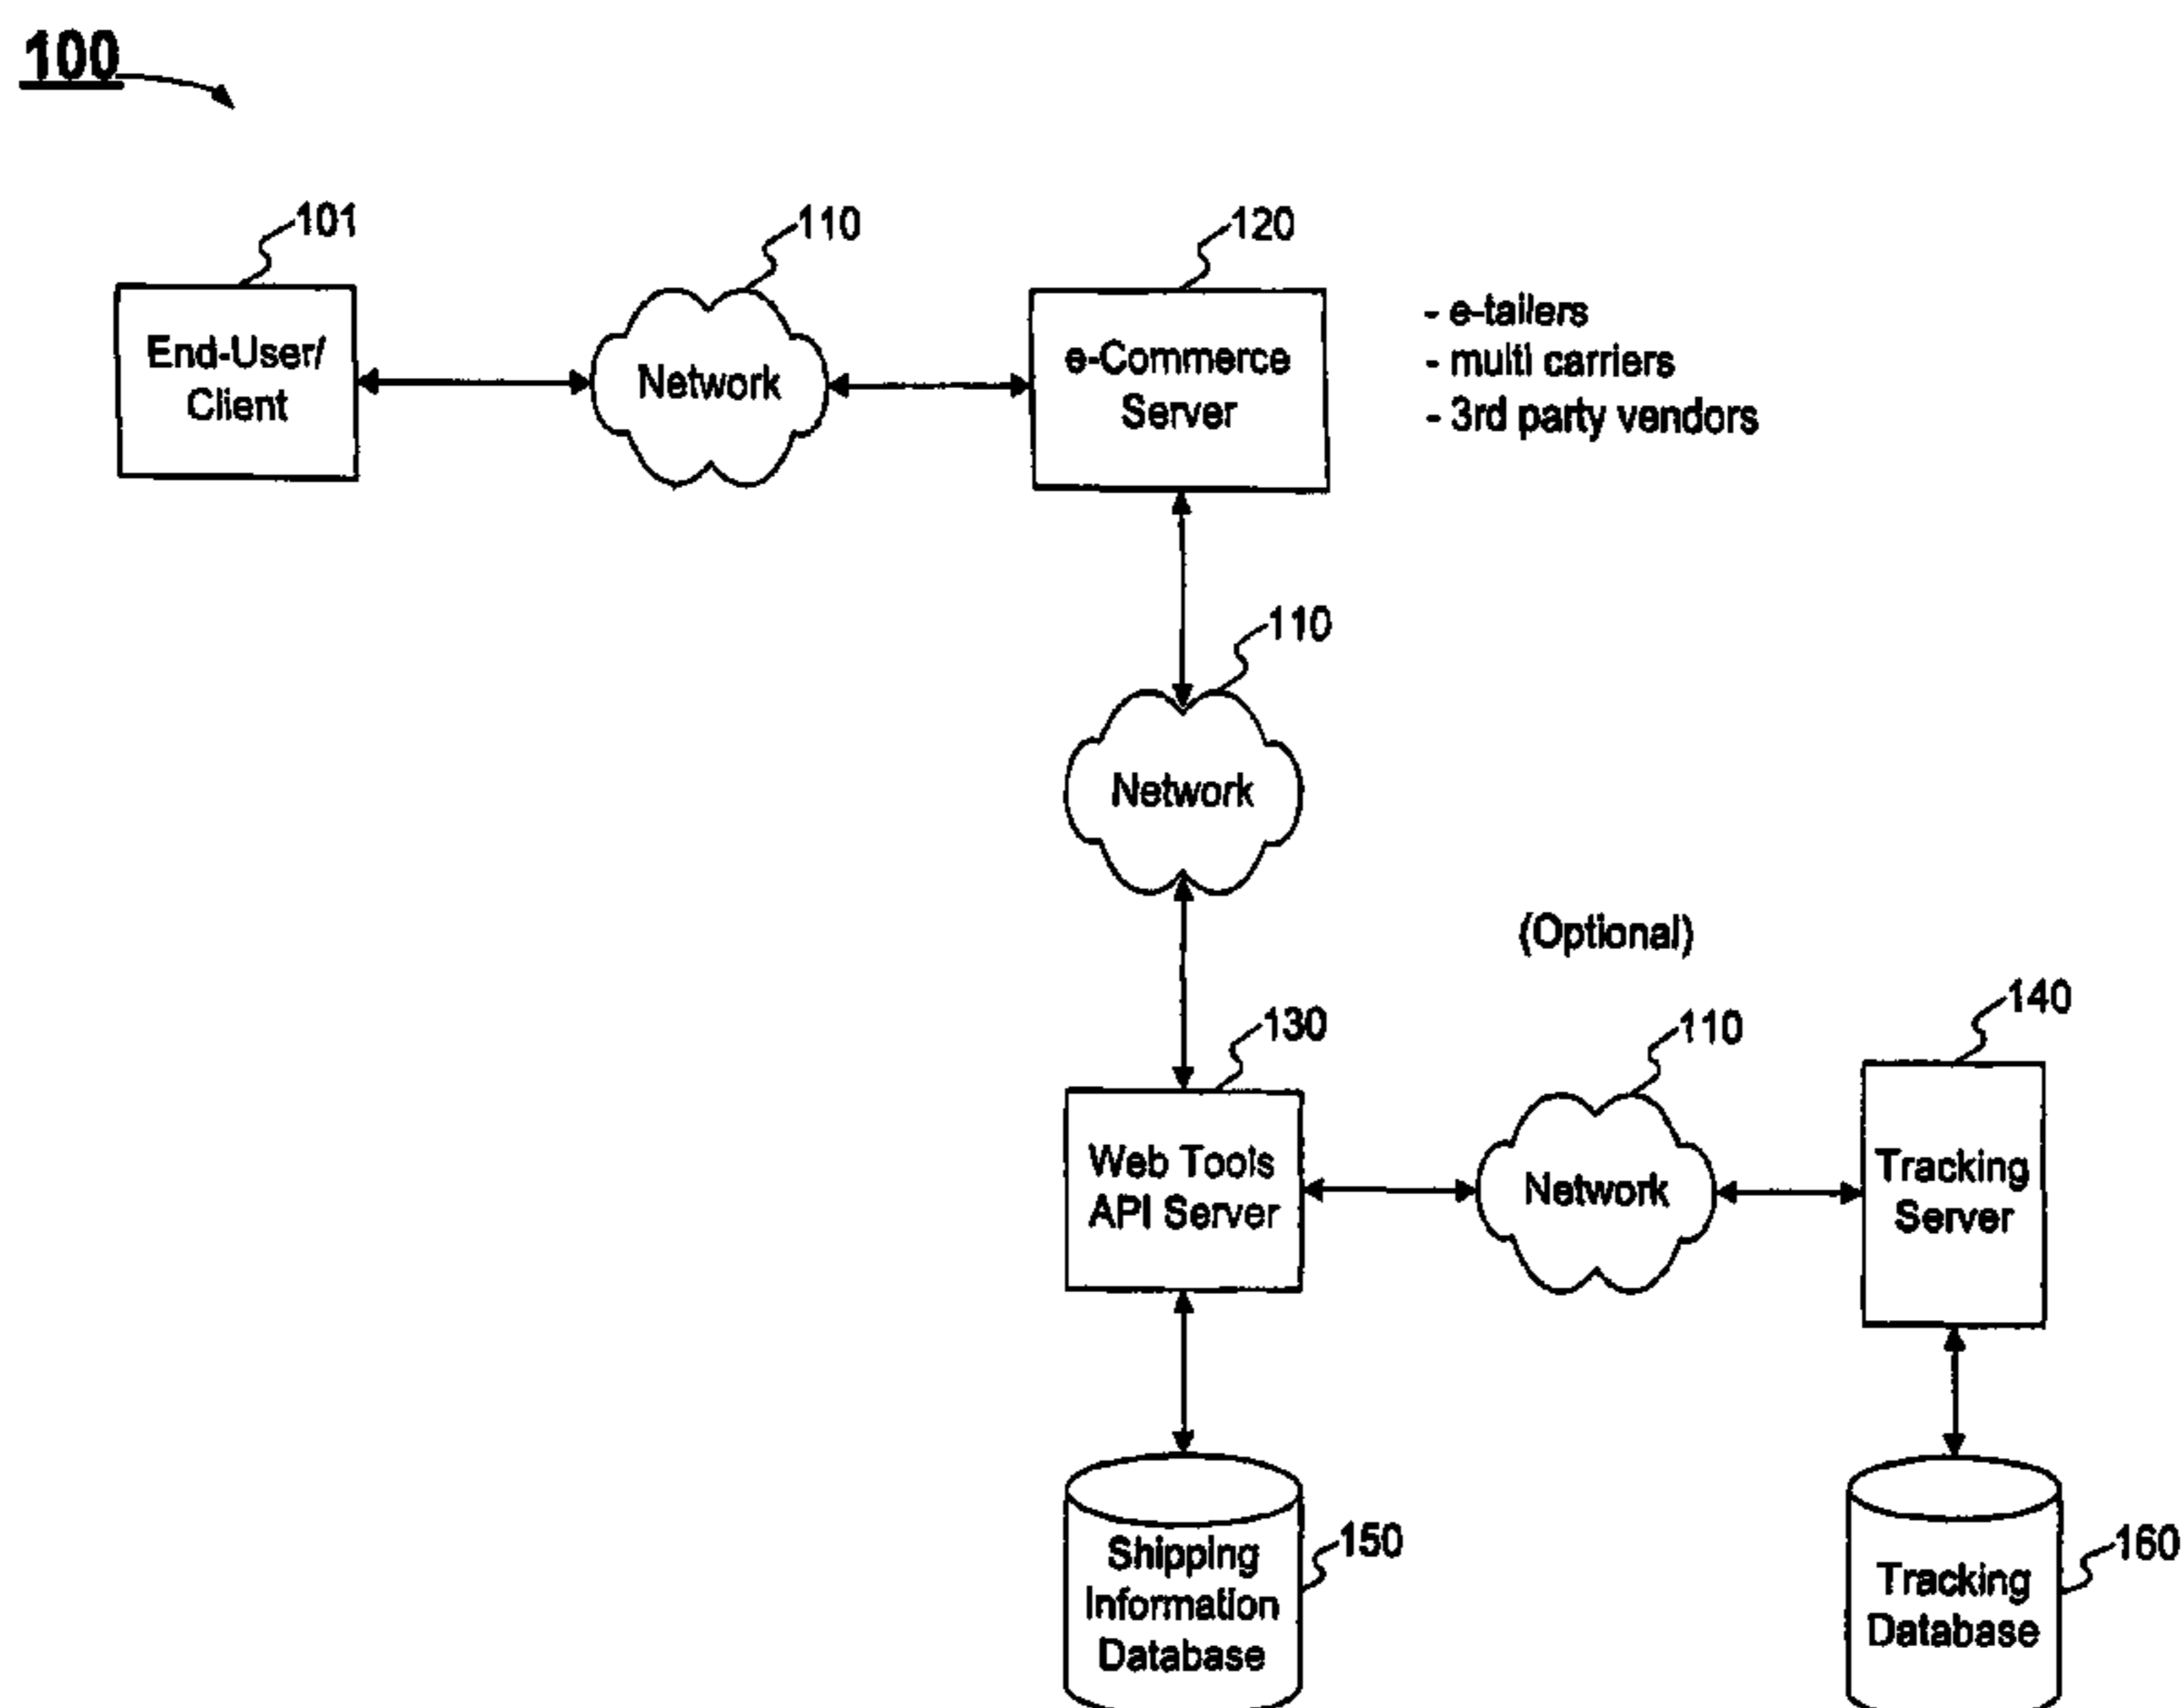 100
101
110
120
End-User/
Client
Network
e-Commerce
Server
- e-tailers
- multi carriers
- 3rd party vendors
110
Network
(Optional)
130
110
140
Web Tools
API Server
Network
Tracking
Server
150
Shipping
Information
Database
160
Tracking
Database